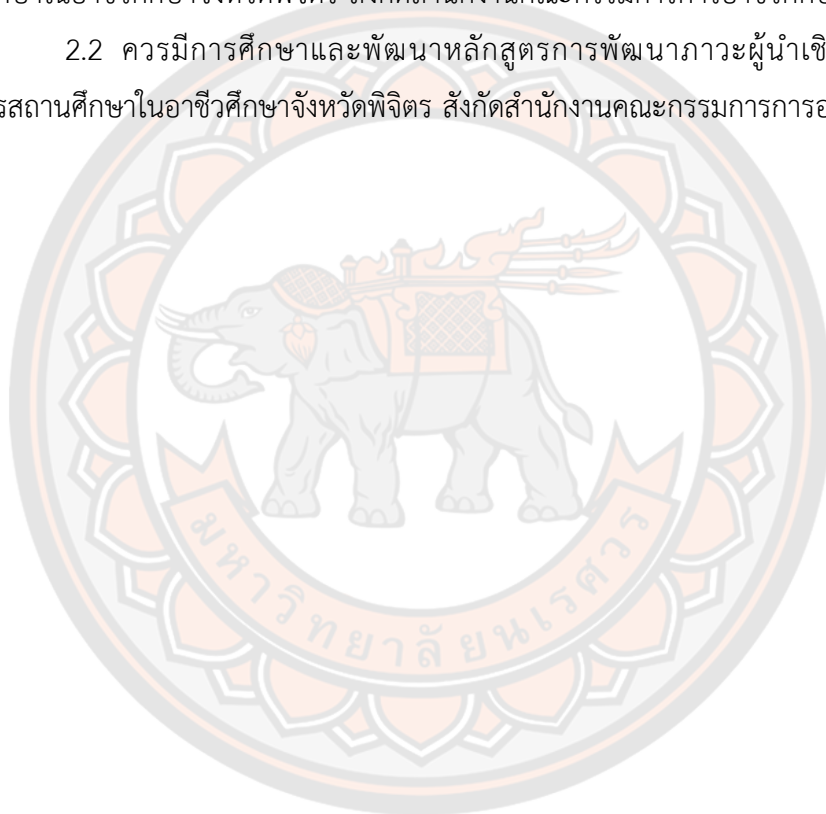 2.2 ควรมีการศึกษาและพัฒนาหลักสูตรการพัฒนาภาวะผู้นำเชิ
รสถานศึกษาในอาชีวศึกษาจังหวัดพิจิตร สังกัดสำนักงานคณะกรรมการการอ
มหาวิทยาลัยนเรศวร